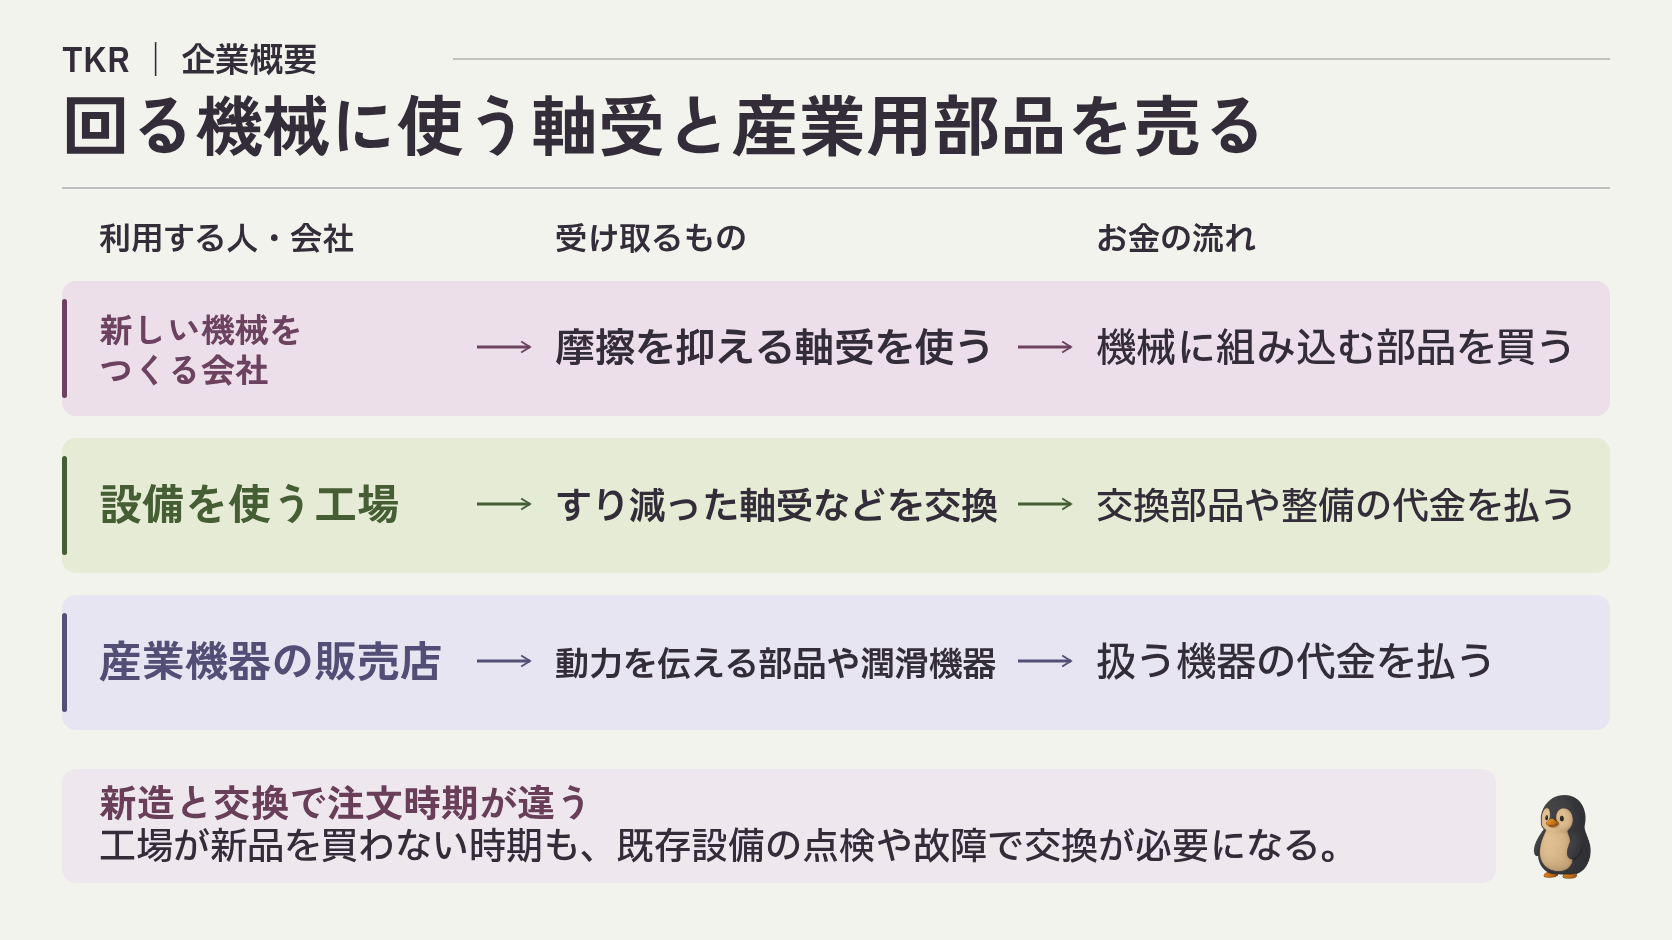 TKR｜企業概要
回る機械に使う軸受と産業用部品を売る
利用する人・会社
受け取るもの
お金の流れ
新しい機械を
つくる会社
摩擦を抑える軸受を使う
機械に組み込む部品を買う
設備を使う工場
すり減った軸受などを交換
交換部品や整備の代金を払う
産業機器の販売店
動力を伝える部品や潤滑機器
扱う機器の代金を払う
新造と交換で注文時期が違う
工場が新品を買わない時期も、既存設備の点検や故障で交換が必要になる。